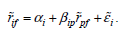 r̃ᵢf = αᵢ + βᵢₚr̃ₚf + ε̃ᵢ.